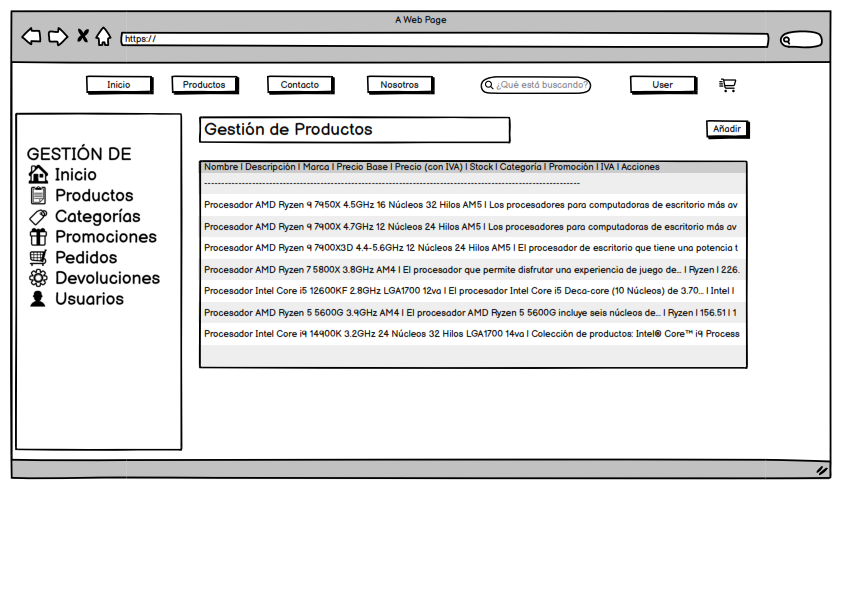 A Web Page
https://
Inicio
Productos
Contacto
Nosotros
¿Qué está buscando?
User
GESTIÓN DE
Inicio
Productos
Categorías
Promociones
Pedidos
Devoluciones
Usuarios
Gestión de Productos
Añadir
Nombre | Descripción | Marca | Precio Base | Precio (con IVA) | Stock | Categoría | Promoción | IVA | Acciones
--------------------------------------------------------------------------------------------------------------
Procesador AMD Ryzen 9 7950X 4.5GHz 16 Núcleos 32 Hilos AM5 | Los procesadores para computadoras de escritorio más av
Procesador AMD Ryzen 9 7900X 4.7GHz 12 Núcleos 24 Hilos AM5 | Los procesadores para computadoras de escritorio más av
Procesador AMD Ryzen 9 7900X3D 4.4-5.6GHz 12 Núcleos 24 Hilos AM5 | El procesador de escritorio que tiene una potencia t
Procesador AMD Ryzen 7 5800X 3.8GHz AM4 | El procesador que permite disfrutar una experiencia de juego de... | Ryzen | 226.
Procesador Intel Core i5 12600KF 2.8GHz LGA1700 12va | El procesador Intel Core i5 Deca-core (10 Núcleos) de 3.70... | Intel |
Procesador AMD Ryzen 5 5600G 3.9GHz AM4 | El procesador AMD Ryzen 5 5600G incluye seis núcleos de... | Ryzen | 156.51 | 1
Procesador Intel Core i9 14900K 3.2GHz 24 Núcleos 32 Hilos LGA1700 14va | Colección de productos: Intel® Core™ i9 Process